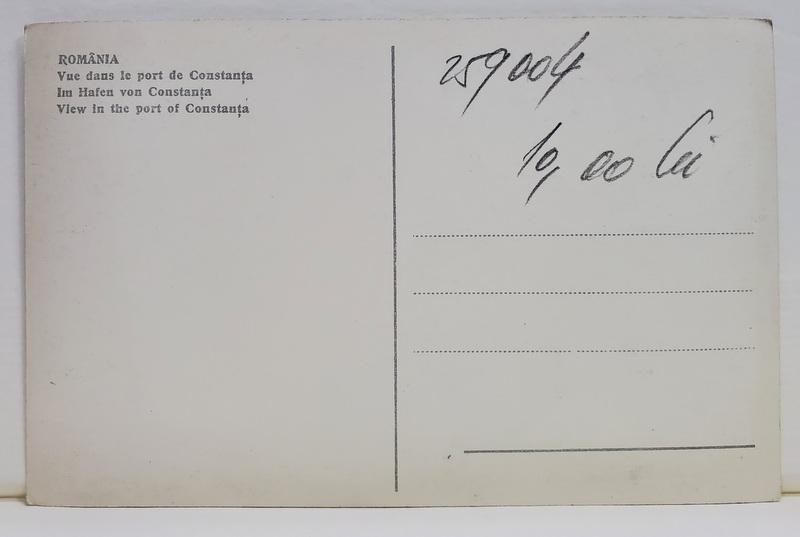 ROMÂNIA
Vue dans le port de Constanța
Im Hafen von Constanța
View in the port of Constanța
259004
10,00 lei